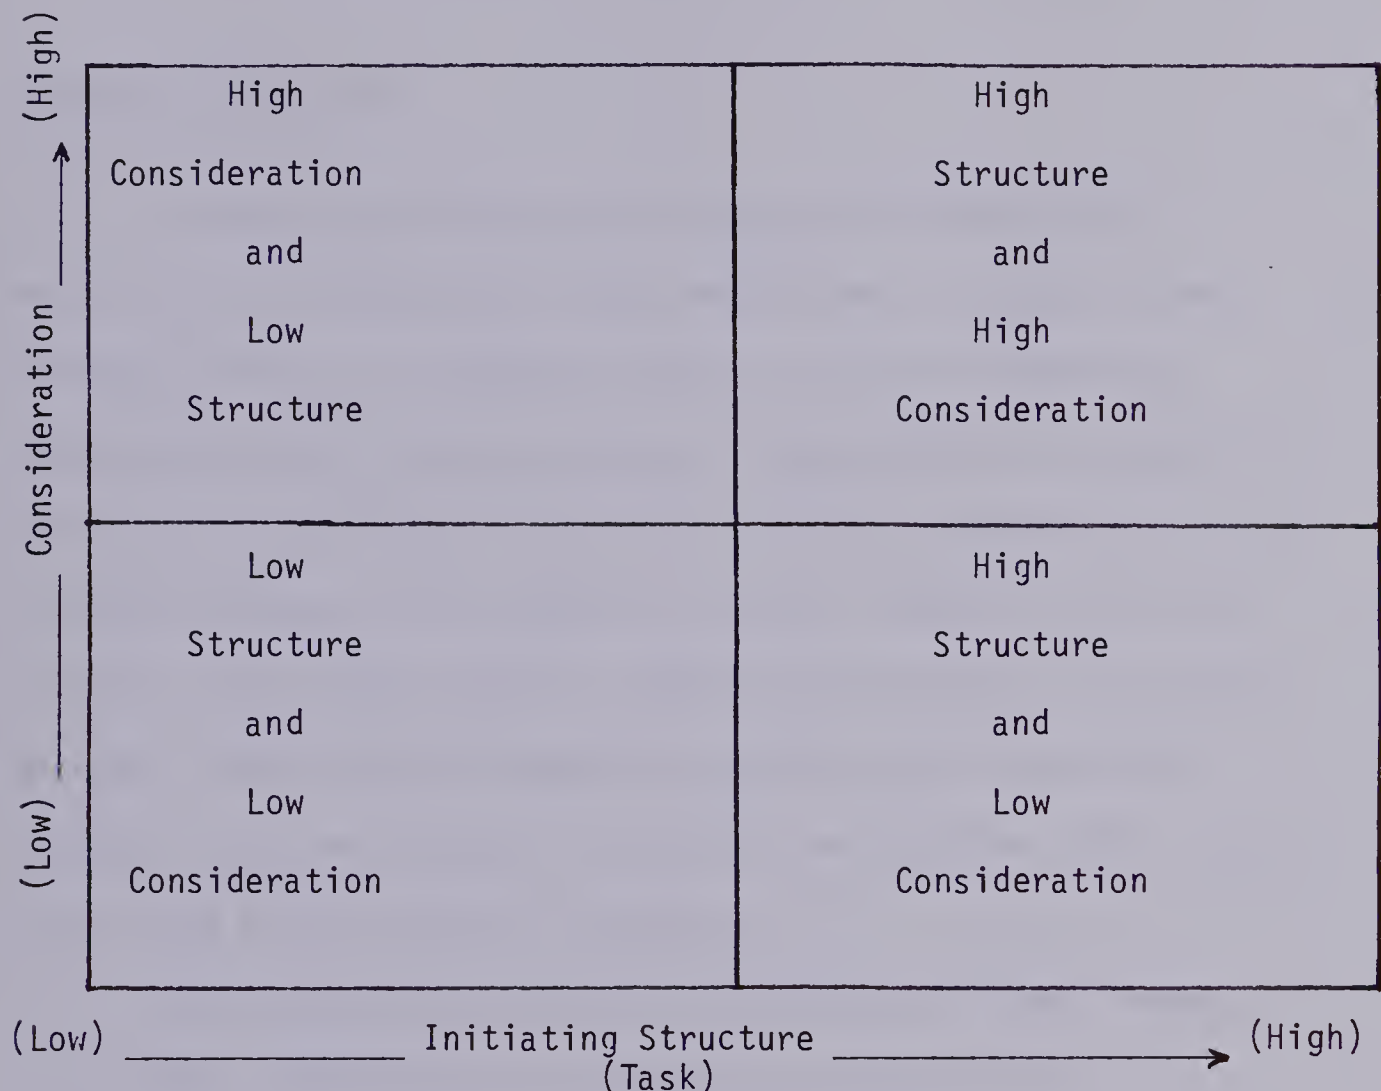 (High)
Consideration
(Low)
High
Consideration
and
Low
Structure
High
Structure
and
High
Consideration
Low
Structure
and
Low
Consideration
High
Structure
and
Low
Consideration
(Low) Initiating Structure (High)
(Task)